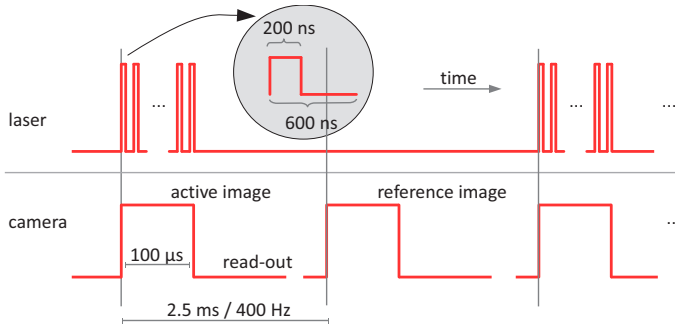 200 ns
600 ns
time
laser
...
...
...
active image
reference image
camera
100 µs
read-out
..
2.5 ms / 400 Hz